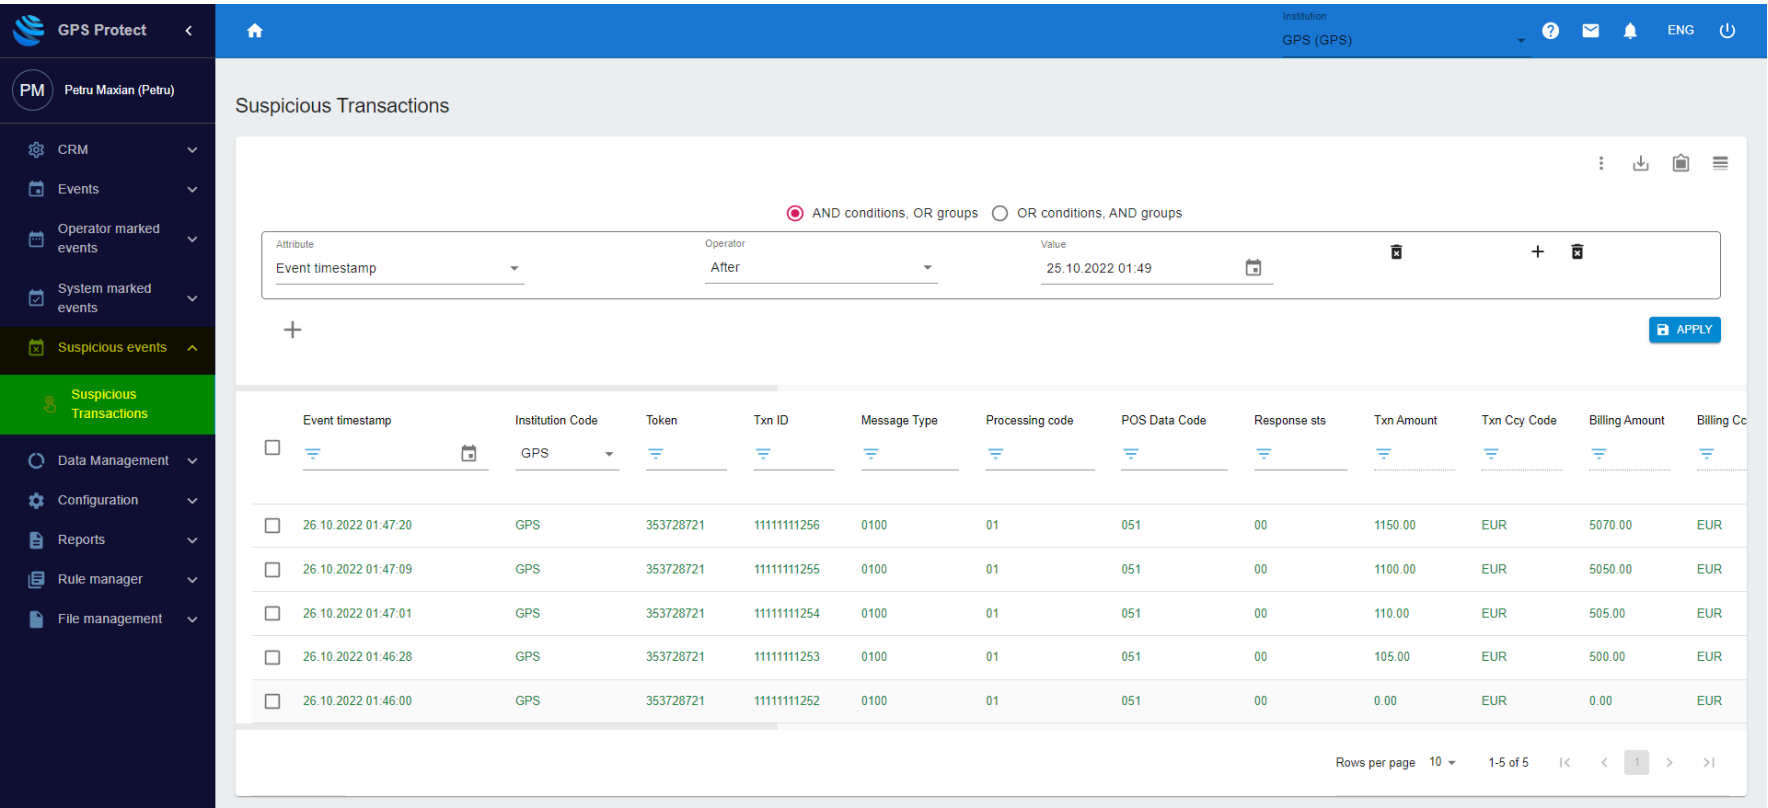 GPS Protect
Institution
GPS (GPS)
ENG
PM
Petru Maxian (Petru)
CRM
Events
Operator marked
events
System marked
events
Suspicious events
Suspicious
Transactions
Data Management
Configuration
Reports
Rule manager
File management
Suspicious Transactions
AND conditions, OR groups OR conditions, AND groups
Attribute Operator Value
Event timestamp After 25.10.2022 01:49
APPLY
Event timestamp Institution Code Token Txn ID Message Type Processing code POS Data Code Response sts Txn Amount Txn Ccy Code Billing Amount Billing Cc
GPS
26.10.2022 01:47:20 GPS 353728721 11111111256 0100 01 051 00 1150.00 EUR 5070.00 EUR
26.10.2022 01:47:09 GPS 353728721 11111111255 0100 01 051 00 1100.00 EUR 5050.00 EUR
26.10.2022 01:47:01 GPS 353728721 11111111254 0100 01 051 00 110.00 EUR 505.00 EUR
26.10.2022 01:46:28 GPS 353728721 11111111253 0100 01 051 00 105.00 EUR 500.00 EUR
26.10.2022 01:46:00 GPS 353728721 11111111252 0100 01 051 00 0.00 EUR 0.00 EUR
Rows per page 10 1-5 of 5 1